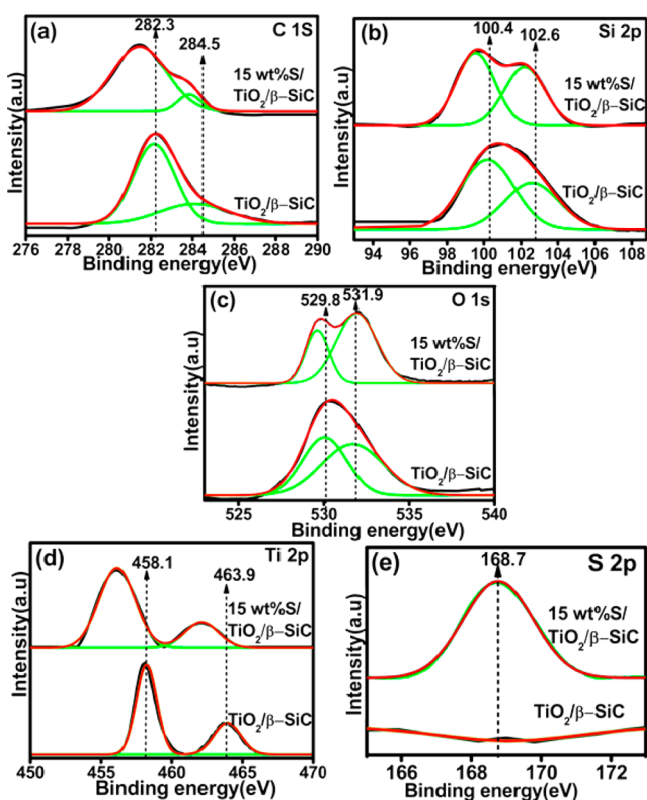 (a)
282.3
C 1S
284.5
15 wt%S/
TiO2/β−SiC
TiO2/β−SiC
Intensity(a.u)
276 278 280 282 284 286 288 290
Binding energy(eV)
(b)
100.4
102.6
Si 2p
15 wt%S/
TiO2/β−SiC
TiO2/β−SiC
Intensity(a.u)
94 96 98 100 102 104 106 108
Binding energy(eV)
(c)
529.8
531.9
O 1s
15 wt%S/
TiO2/β−SiC
TiO2/β−SiC
Intensity(a.u)
525 530 535 540
Binding energy(eV)
(d)
Ti 2p
458.1
463.9
15 wt%S/
TiO2/β−SiC
TiO2/β−SiC
Intensity(a.u)
450 455 460 465 470
Binding energy(eV)
(e)
168.7
S 2p
15 wt%S/
TiO2/β−SiC
TiO2/β−SiC
Intensity(a.u)
166 168 170 172
Binding energy(eV)